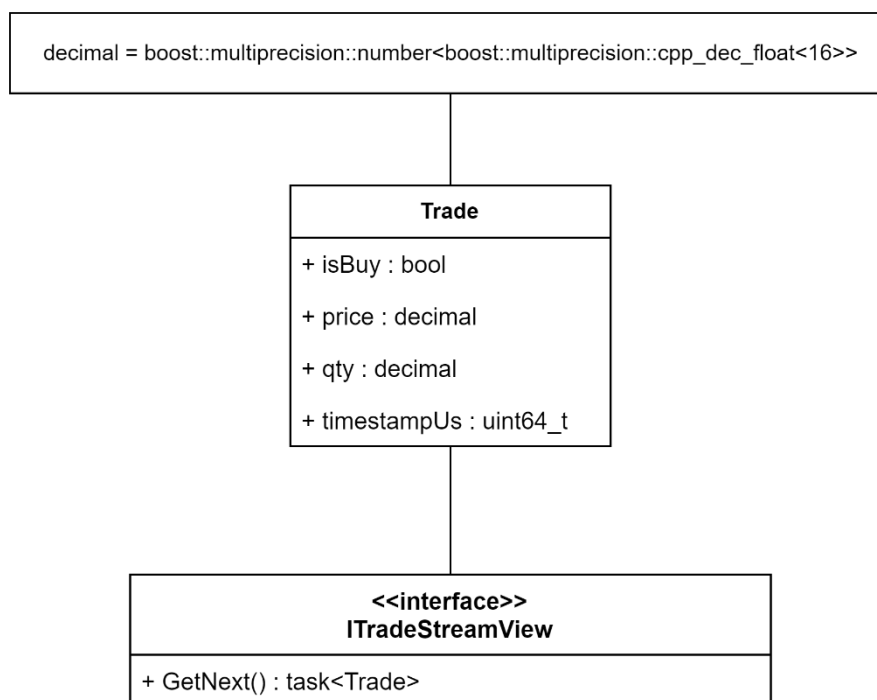 decimal = boost::multiprecision::number<boost::multiprecision::cpp_dec_float<16>>
Trade
+ isBuy : bool
+ price : decimal
+ qty : decimal
+ timestampUs : uint64_t
<<interface>>
ITradeStreamView
+ GetNext() : task<Trade>